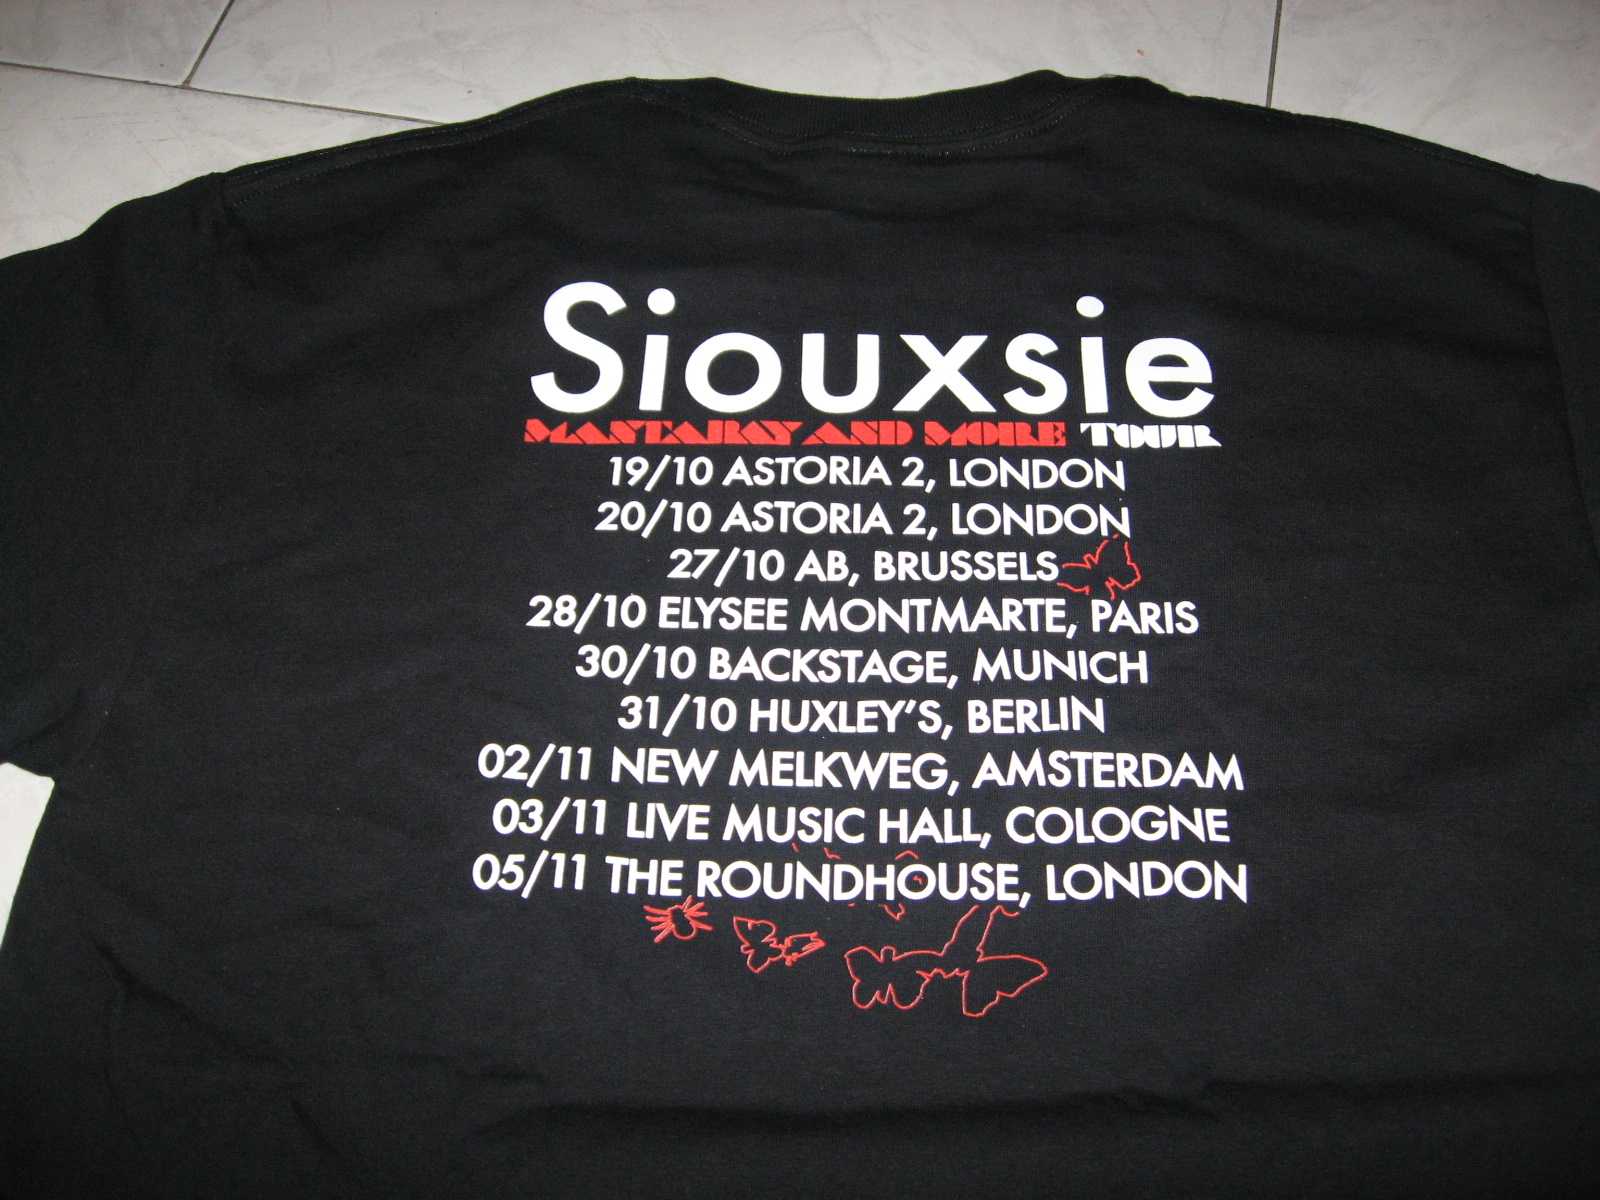 Siouxsie
MANTARAY AND MORE TOUR
19/10 ASTORIA 2, LONDON
20/10 ASTORIA 2, LONDON
27/10 AB, BRUSSELS
28/10 ELYSEE MONTMARTE, PARIS
30/10 BACKSTAGE, MUNICH
31/10 HUXLEY'S, BERLIN
02/11 NEW MELKWEG, AMSTERDAM
03/11 LIVE MUSIC HALL, COLOGNE
05/11 THE ROUNDHOUSE, LONDON